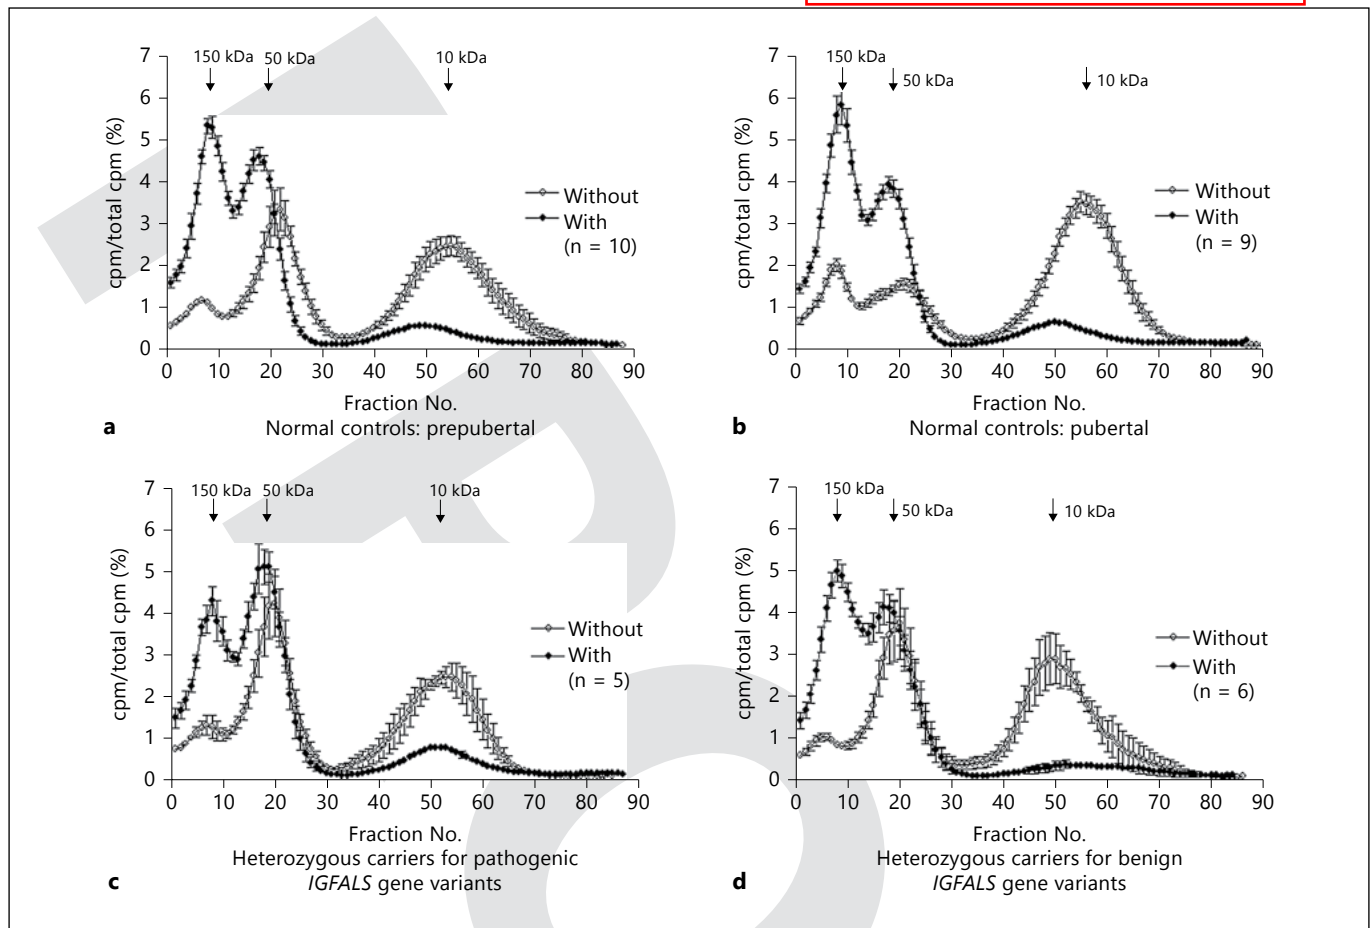 150 kDa 50 kDa 10 kDa
7
6
5
4
3
2
1
0
cpm/total cpm (%)
Without
With
(n = 10)
0 10 20 30 40 50 60 70 80 90
Fraction No.
a Normal controls: prepubertal
150 kDa
50 kDa 10 kDa
7
6
5
4
3
2
1
0
cpm/total cpm (%)
Without
With
(n = 9)
0 10 20 30 40 50 60 70 80 90
Fraction No.
b Normal controls: pubertal
150 kDa 50 kDa 10 kDa
7
6
5
4
3
2
1
0
cpm/total cpm (%)
Without
With
(n = 5)
0 10 20 30 40 50 60 70 80 90
Fraction No.
Heterozygous carriers for pathogenic
c IGFALS gene variants
150 kDa
50 kDa 10 kDa
7
6
5
4
3
2
1
0
cpm/total cpm (%)
Without
With
(n = 6)
0 10 20 30 40 50 60 70 80 90
Fraction No.
Heterozygous carriers for benign
d IGFALS gene variants